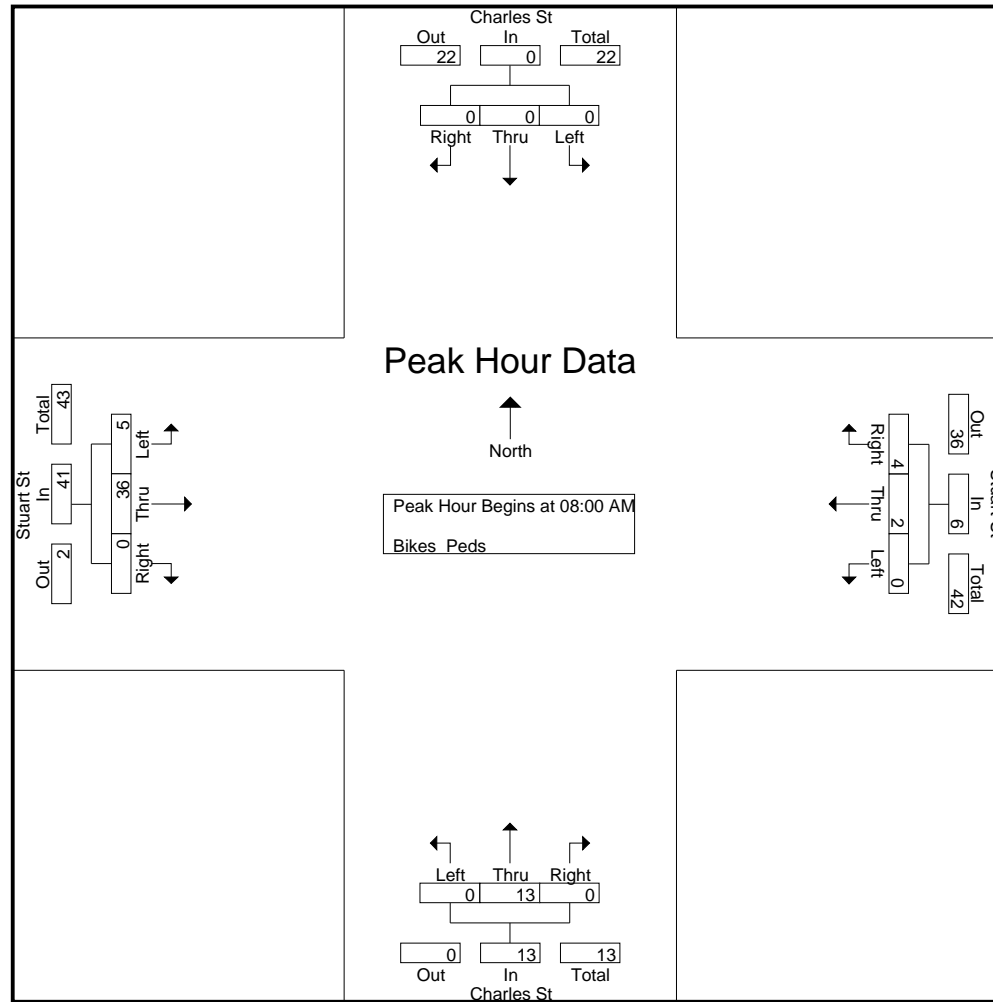 Charles St
Out In Total
22 0 22
0 0 0
Right Thru Left
Peak Hour Data
North
Peak Hour Begins at 08:00 AM
Bikes Peds
Stuart St
Total In Out
43 41 2
5 36 0
Left Thru Right
Right Thru Left
4 2 0
Out In Total
36 6 42
Stuart St
Left Thru Right
0 13 0
0 13 13
Out In Total
Charles St